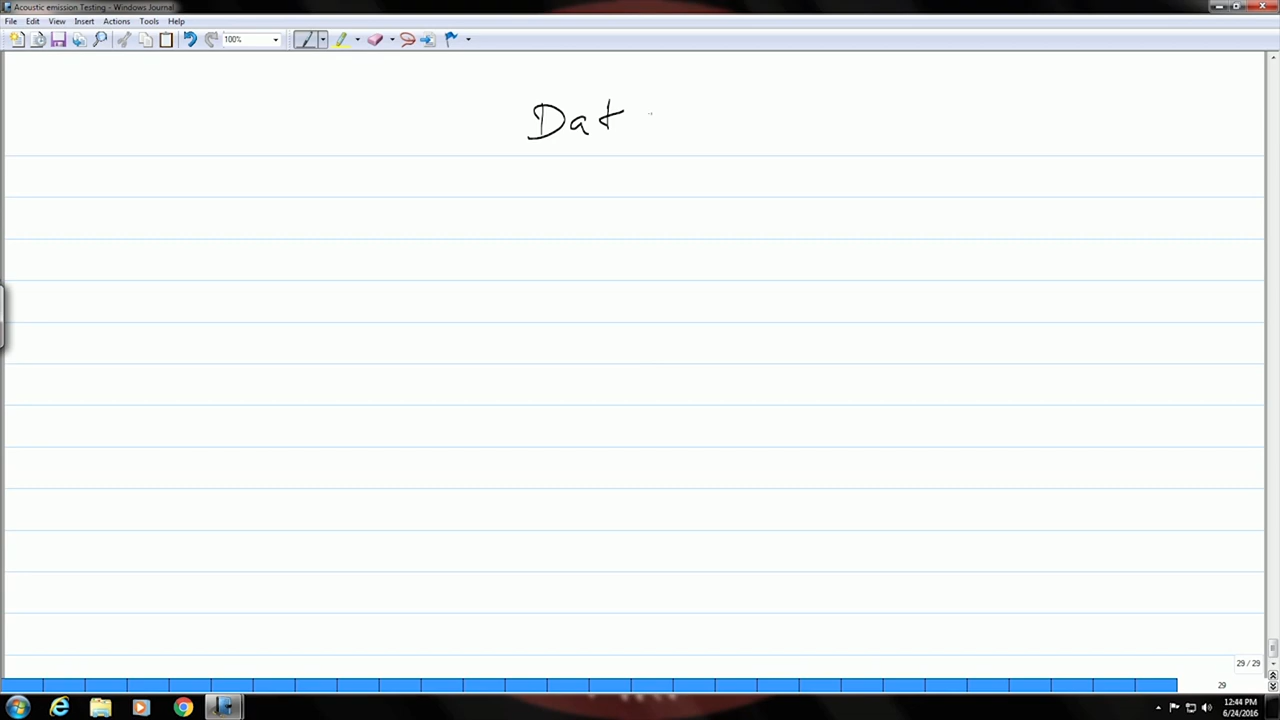 Acoustic emission Testing - Windows Journal
File Edit View Insert Actions Tools Help
100%
Dat
29 / 29
29
12:44 PM
6/24/2016